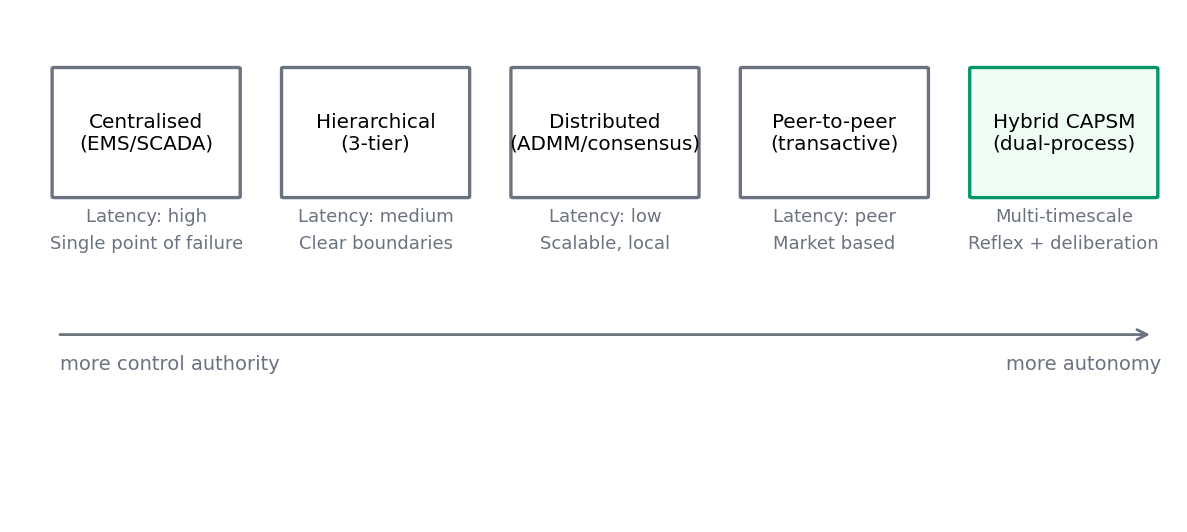 Centralised
(EMS/SCADA)
Latency: high
Single point of failure
Hierarchical
(3-tier)
Latency: medium
Clear boundaries
Distributed
(ADMM/consensus)
Latency: low
Scalable, local
Peer-to-peer
(transactive)
Latency: peer
Market based
Hybrid CAPSM
(dual-process)
Multi-timescale
Reflex + deliberation
more control authority
more autonomy